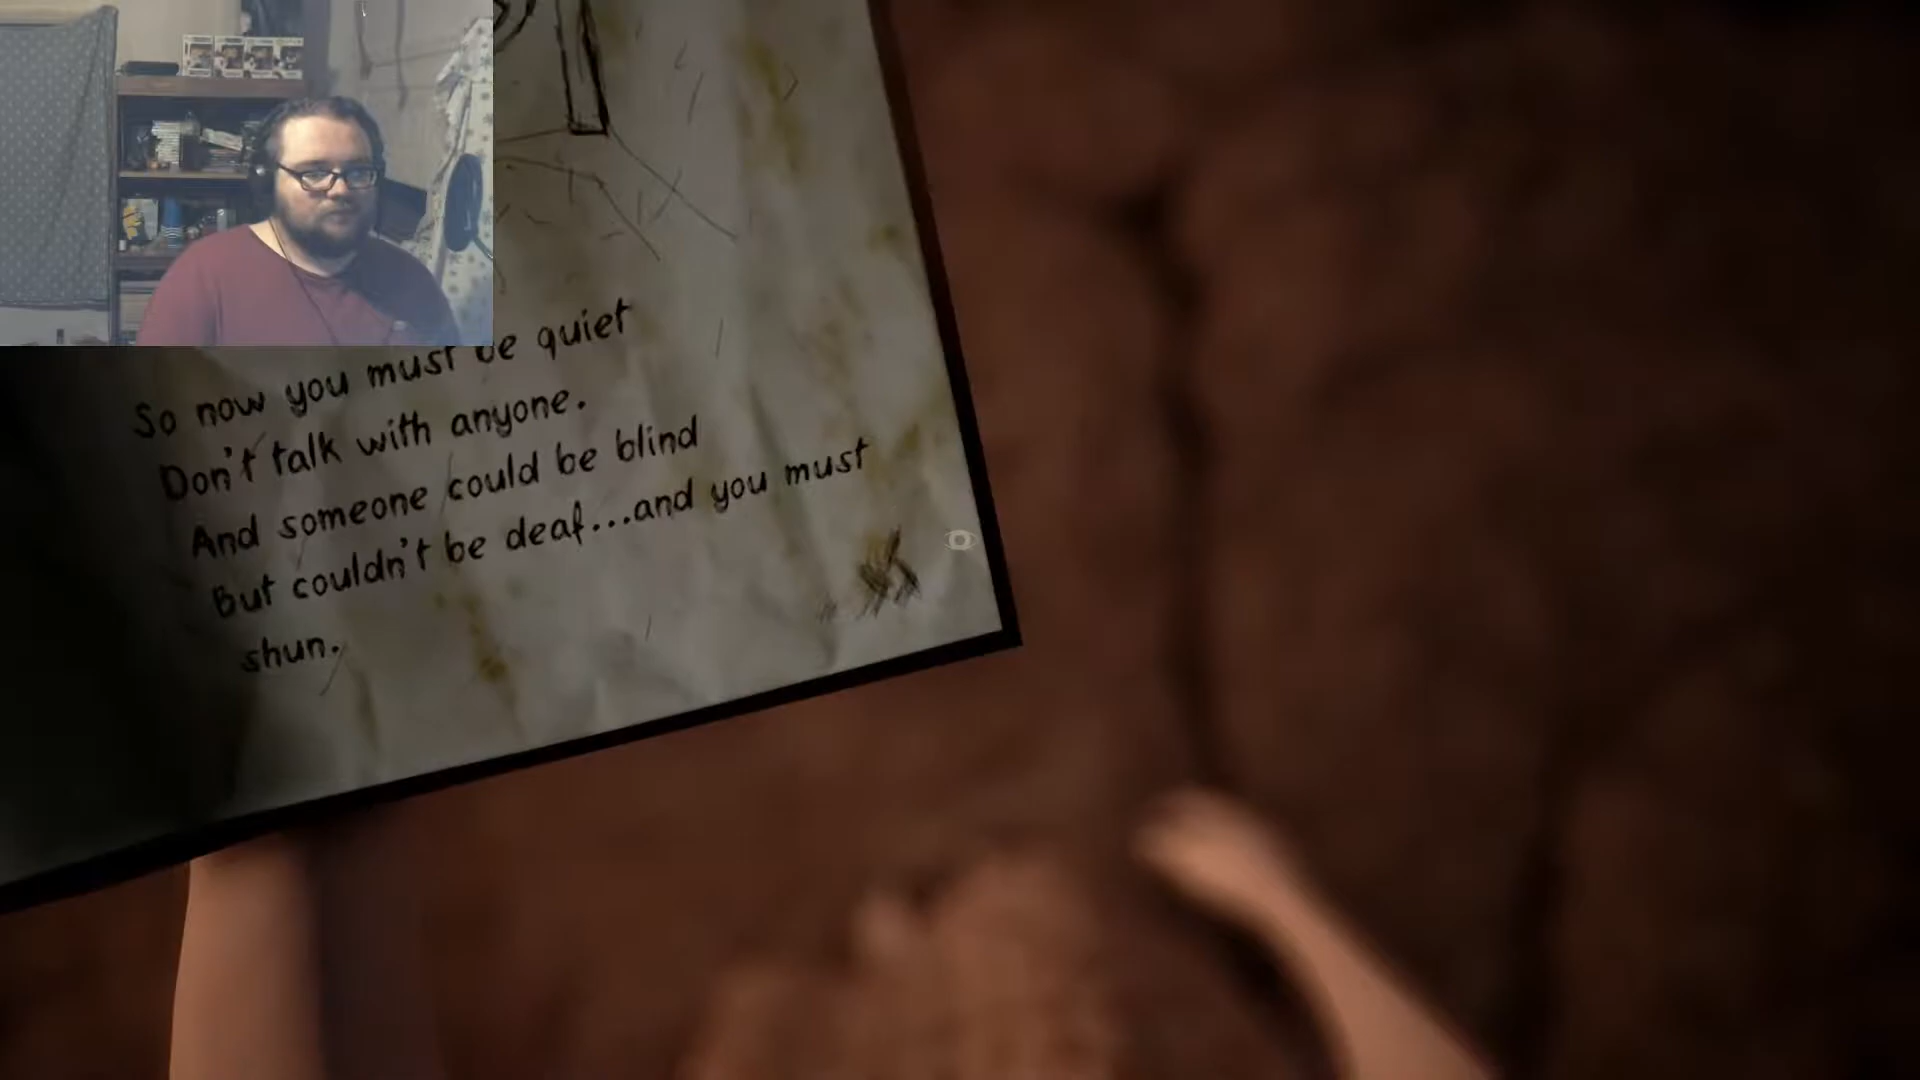 So now you must be quiet
Don't talk with anyone.
And someone could be blind
But couldn't be deaf...and you must
shun.